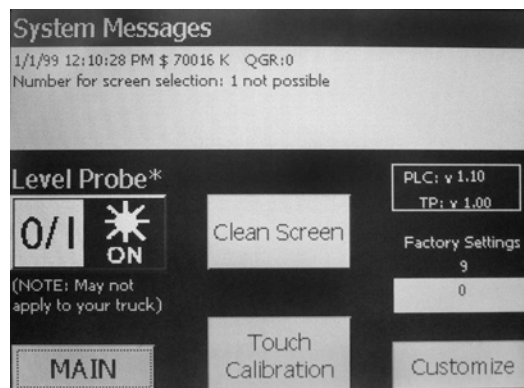 System Messages
1/1/99 12:10:28 PM $ 70016 K QGR:0
Number for screen selection: 1 not possible
Level Probe*
0/I
ON
(NOTE: May not
apply to your truck)
MAIN
Clean Screen
Touch
Calibration
PLC: v 1.10
TP: v 1.00
Factory Settings
9
0
Customize